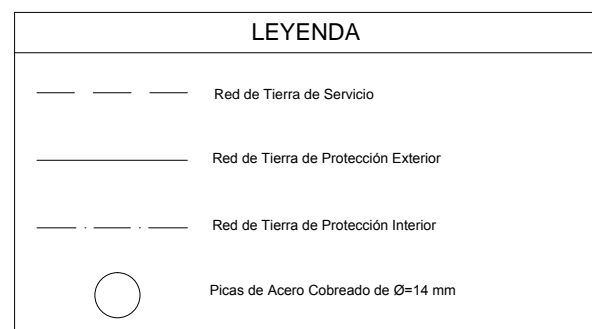 LEYENDA
Red de Tierra de Servicio
Red de Tierra de Protección Exterior
Red de Tierra de Protección Interior
Picas de Acero Cobreado de Ø=14 mm